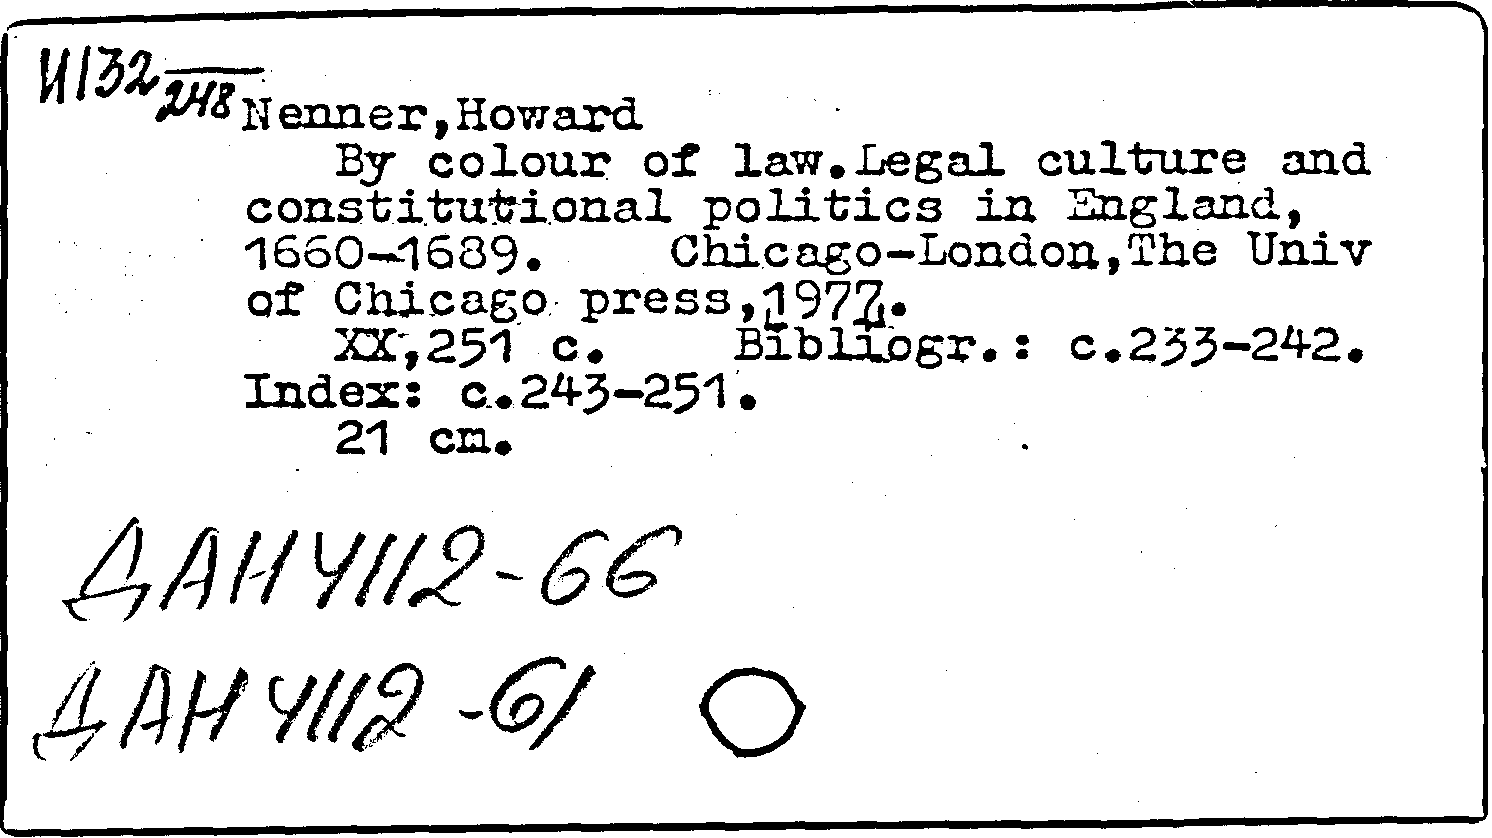 И132
248
Nenner,Howard
By colour of law.Legal culture and
constitutional politics in England,
1660-1689. Chicago-London,The Univ
of Chicago press,1977.
XX,251 c. Bibliogr.: c.233-242.
Index: c.243-251.
21 cm.
ДАН Ч112-66
ДАН Ч112-61